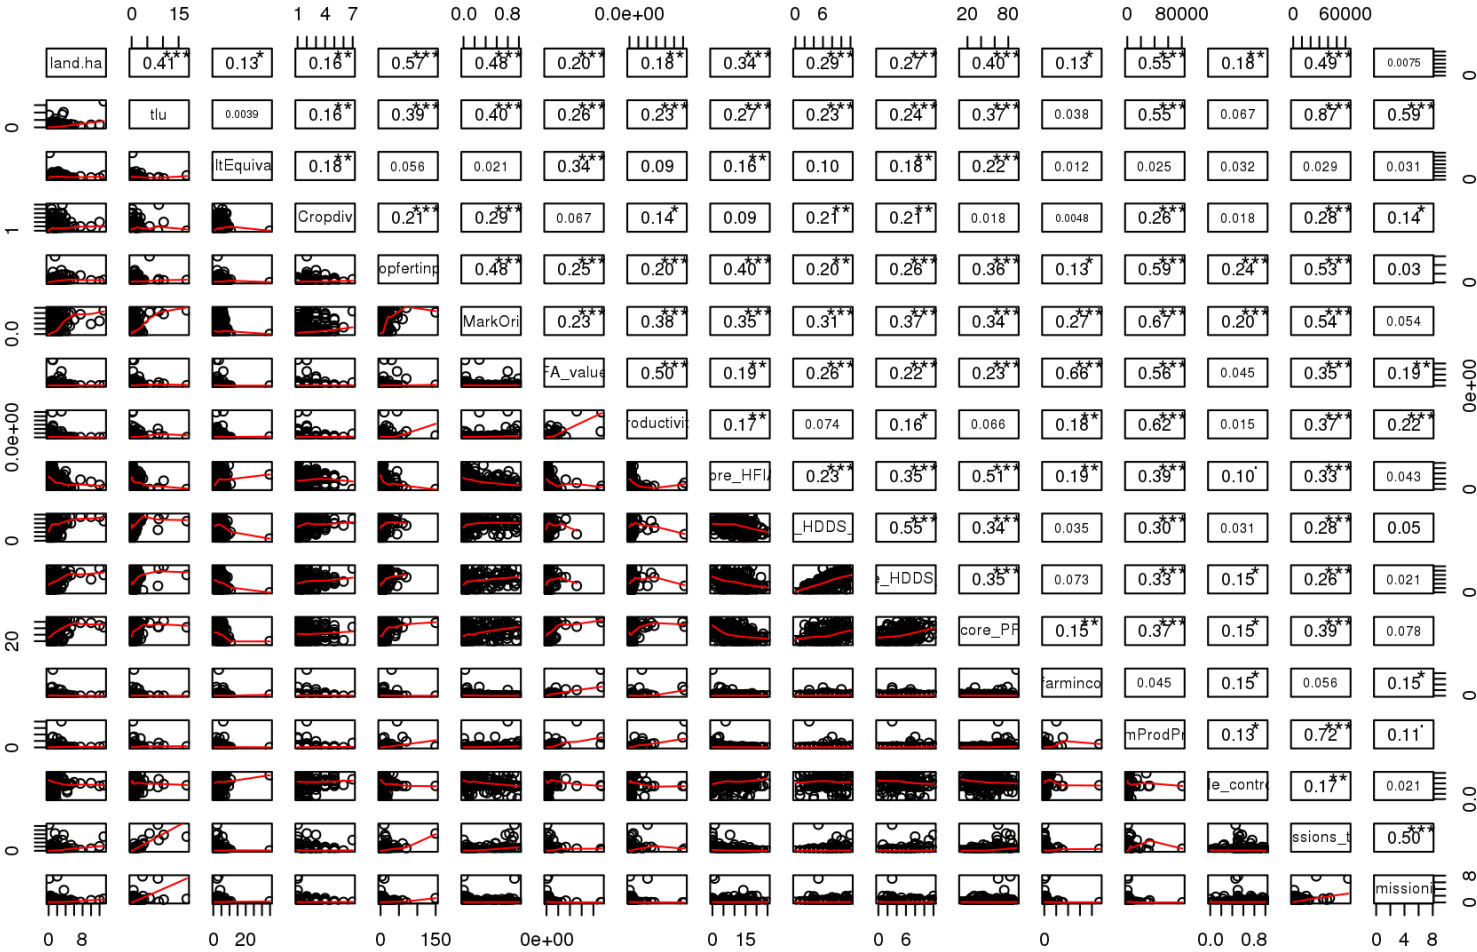 0 15 1 4 7 0.0 0.8 0.0e+00 0 6 20 80 0 80000 0 60000
land.ha 0.41*** 0.13* 0.16** 0.57*** 0.48*** 0.20*** 0.18** 0.34*** 0.29*** 0.27*** 0.40*** 0.13* 0.55*** 0.18** 0.49*** 0.0075 0
0 tlu 0.0039 0.16** 0.39*** 0.40*** 0.26*** 0.23*** 0.27*** 0.23*** 0.24*** 0.37*** 0.038 0.55*** 0.067 0.87*** 0.59***
ltEquiva 0.18** 0.056 0.021 0.34*** 0.09 0.16** 0.10 0.18** 0.22*** 0.012 0.025 0.032 0.029 0.031 0
1 Cropdiv 0.21*** 0.29*** 0.067 0.14* 0.09 0.21** 0.21** 0.018 0.0048 0.26*** 0.018 0.28*** 0.14*
opfertinp 0.48*** 0.25*** 0.20*** 0.40*** 0.20** 0.26*** 0.36*** 0.13* 0.59*** 0.24*** 0.53*** 0.03 0
0.0 MarkOri 0.23*** 0.38*** 0.35*** 0.31*** 0.37*** 0.34*** 0.27*** 0.67*** 0.20*** 0.54*** 0.054
FA_value 0.50*** 0.19** 0.26*** 0.22*** 0.23*** 0.66*** 0.56*** 0.045 0.35*** 0.19** 0e+00
0.0e+00 roductivit 0.17** 0.074 0.16* 0.066 0.18** 0.62*** 0.015 0.37*** 0.22***
ore_HFI 0.23*** 0.35*** 0.51*** 0.19** 0.39*** 0.10. 0.33*** 0.043 0
0 _HDDS_ 0.55*** 0.34*** 0.035 0.30*** 0.031 0.28*** 0.05
e_HDDS_ 0.35*** 0.073 0.33*** 0.15* 0.26*** 0.021 0
20 core_PP 0.15** 0.37*** 0.15* 0.39*** 0.078
farminco 0.045 0.15* 0.056 0.15* 0
0 mProdPr 0.13* 0.72*** 0.11.
le_contro 0.17** 0.021 0.0
0 ssions_t 0.50***
missioni 0 8
0 8 0 20 0 150 0e+00 0 15 0 6 0 0.0 0.6 0 4 8